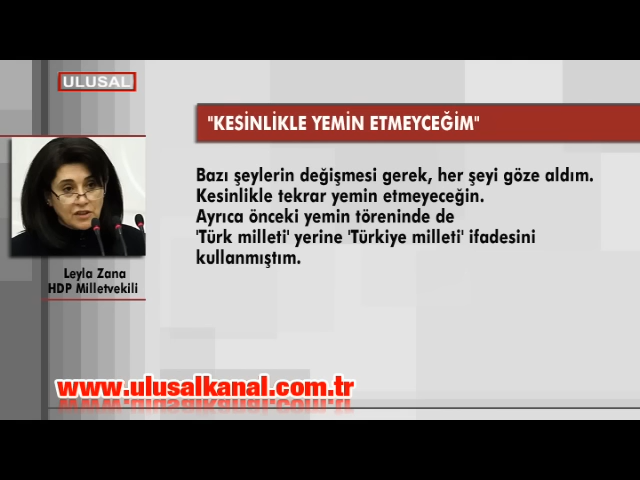 ULUSAL
"KESİNLİKLE YEMİN ETMEYCEĞİM"
Bazı şeylerin değişmesi gerek, her şeyi göze aldım.
Kesinlikle tekrar yemin etmeyeceğin.
Ayrıca önceki yemin töreninde de
'Türk milleti' yerine 'Türkiye milleti' ifadesini
kullanmıştım.
Leyla Zana
HDP Milletvekili
www.ulusalkanal.com.tr